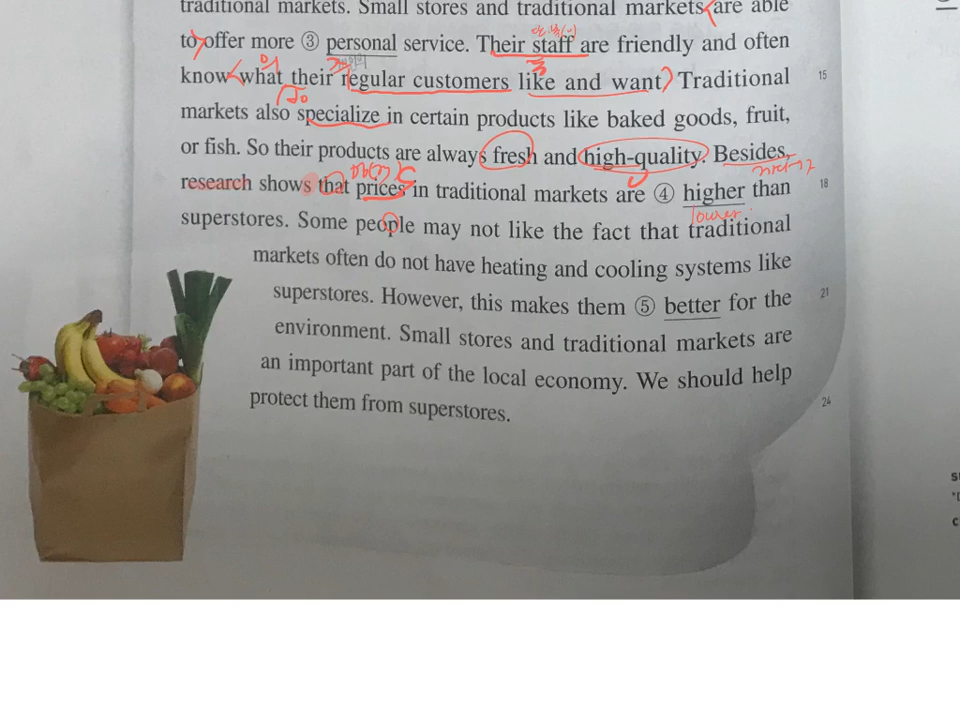 traditional markets. Small stores and traditional markets are able
to offer more ③ personal service. Their staff are friendly and often
know what their regular customers like and want. Traditional
15
markets also specialize in certain products like baked goods, fruit,
or fish. So their products are always fresh and high-quality. Besides,
research shows that prices in traditional markets are ④ higher than
18
lower
superstores. Some people may not like the fact that traditional
markets often do not have heating and cooling systems like
superstores. However, this makes them ⑤ better for the
21
environment. Small stores and traditional markets are
an important part of the local economy. We should help
protect them from superstores.
24